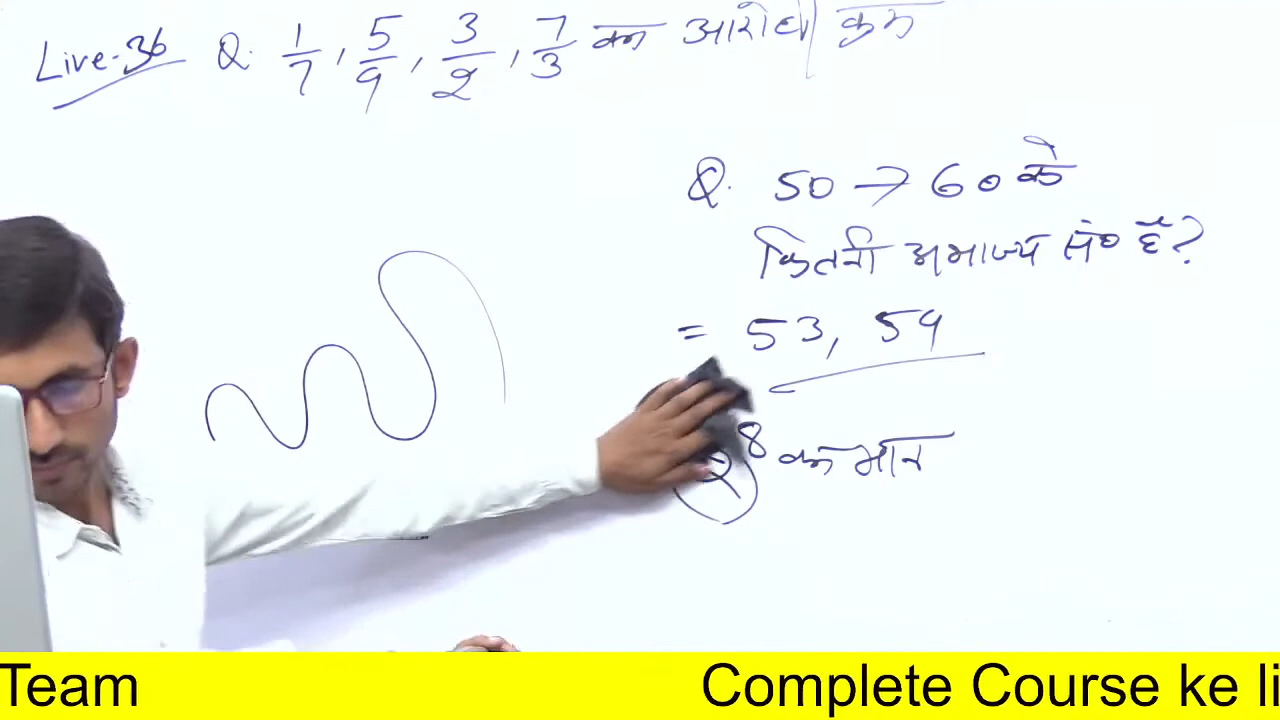 Live-36 Q. 1/7, 5/9, 3/2, 7/3 का आरोही क्रम
Q. 50 → 60 के
कितनी अभाज्य सं० हैं?
= 53, 59
8 का मान
Team Complete Course ke li